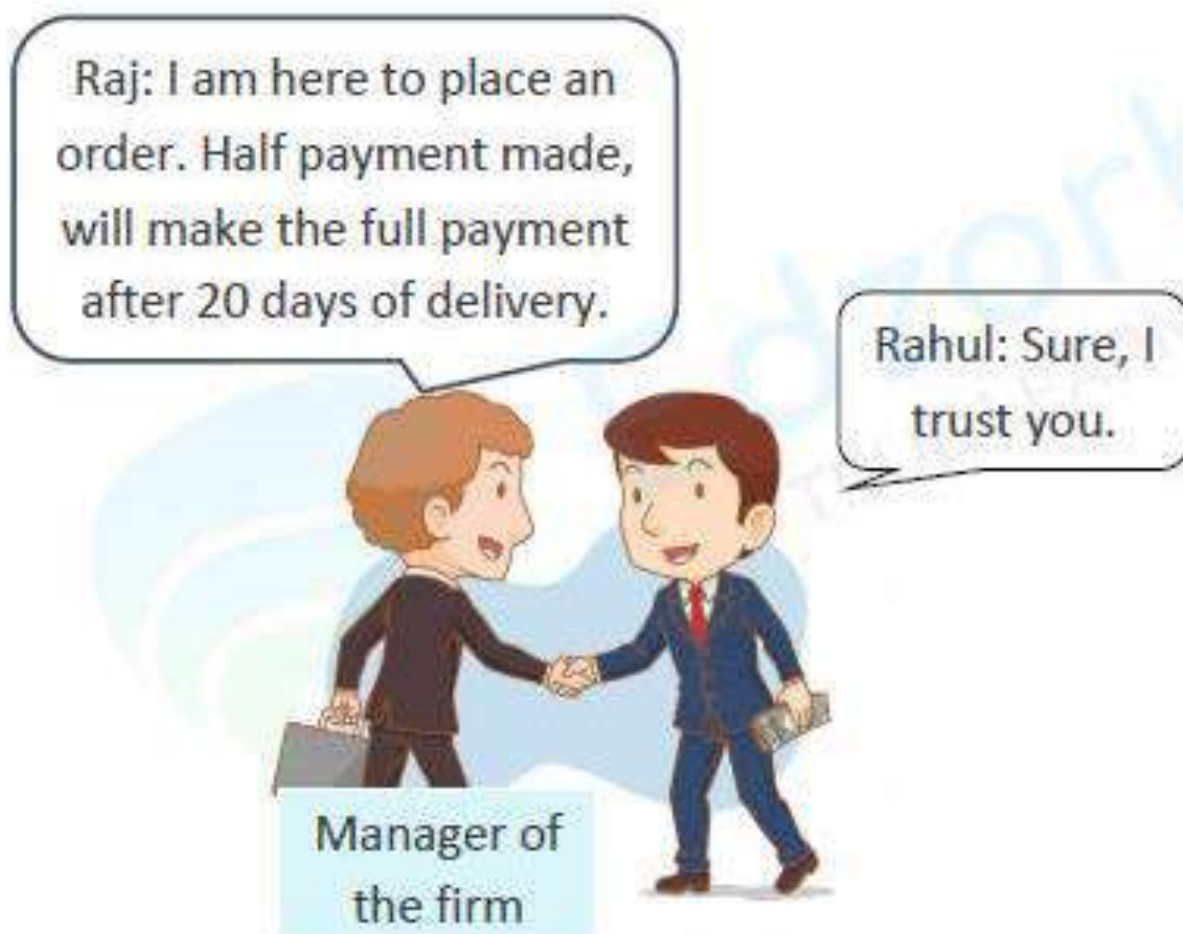 Raj: I am here to place an
order. Half payment made,
will make the full payment
after 20 days of delivery.
Rahul: Sure, I
trust you.
Manager of
the firm